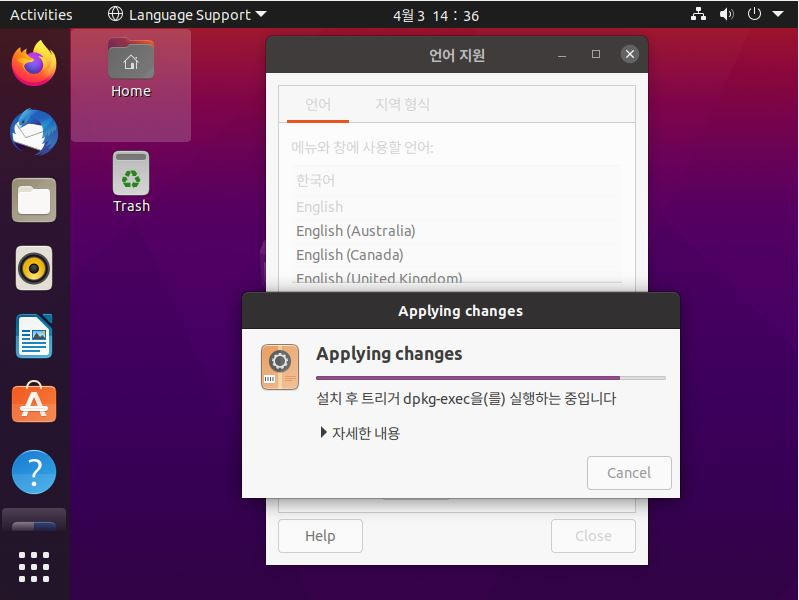 Activities
Language Support
4월 3 14 : 36
Home
Trash
언어 지원
언어 지역 형식
메뉴와 창에 사용할 언어:
한국어
English
English (Australia)
English (Canada)
English (United Kingdom)
Applying changes
Applying changes
설치 후 트리거 dpkg-exec을(를) 실행하는 중입니다
자세한 내용
Cancel
Help Close